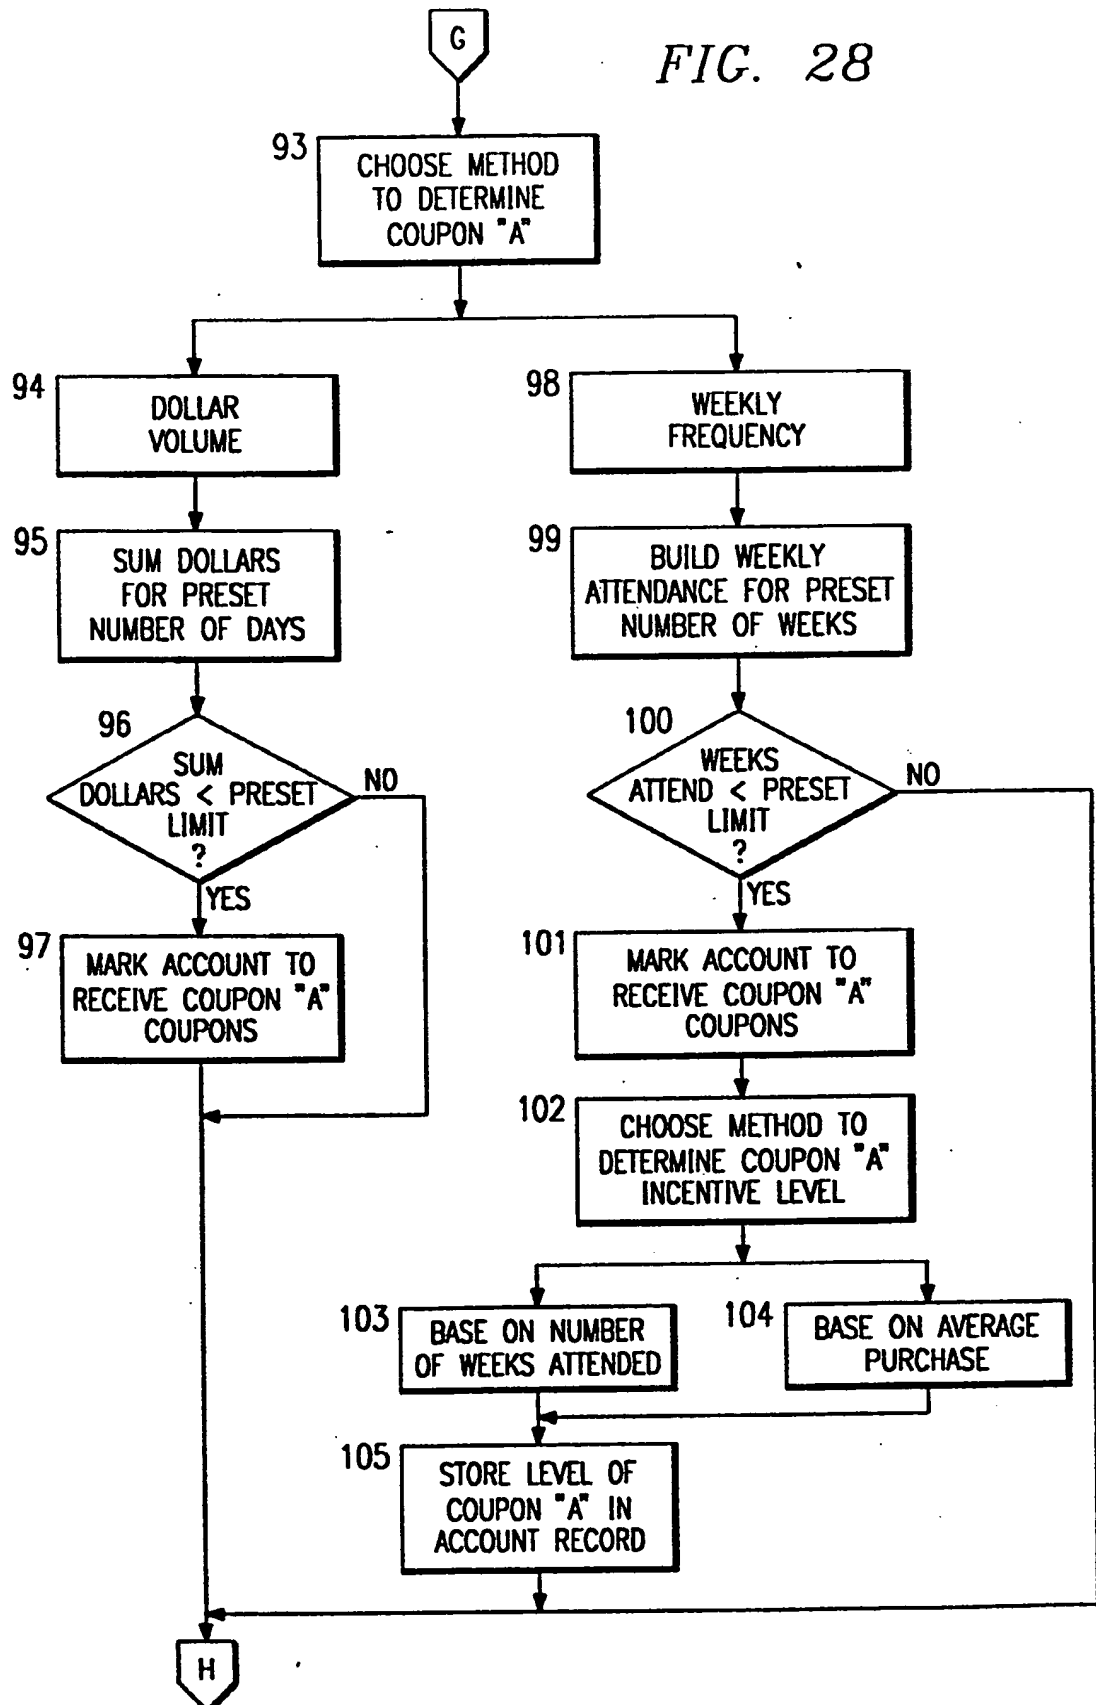 G
FIG. 28
93
CHOOSE METHOD
TO DETERMINE
COUPON "A"
94
DOLLAR
VOLUME
95
SUM DOLLARS
FOR PRESET
NUMBER OF DAYS
96
SUM
DOLLARS < PRESET
LIMIT
?
NO
YES
97
MARK ACCOUNT TO
RECEIVE COUPON "A"
COUPONS
98
WEEKLY
FREQUENCY
99
BUILD WEEKLY
ATTENDANCE FOR PRESET
NUMBER OF WEEKS
100
WEEKS
ATTEND < PRESET
LIMIT
?
NO
YES
101
MARK ACCOUNT TO
RECEIVE COUPON "A"
COUPONS
102
CHOOSE METHOD TO
DETERMINE COUPON "A"
INCENTIVE LEVEL
103
BASE ON NUMBER
OF WEEKS ATTENDED
104
BASE ON AVERAGE
PURCHASE
105
STORE LEVEL OF
COUPON "A" IN
ACCOUNT RECORD
H